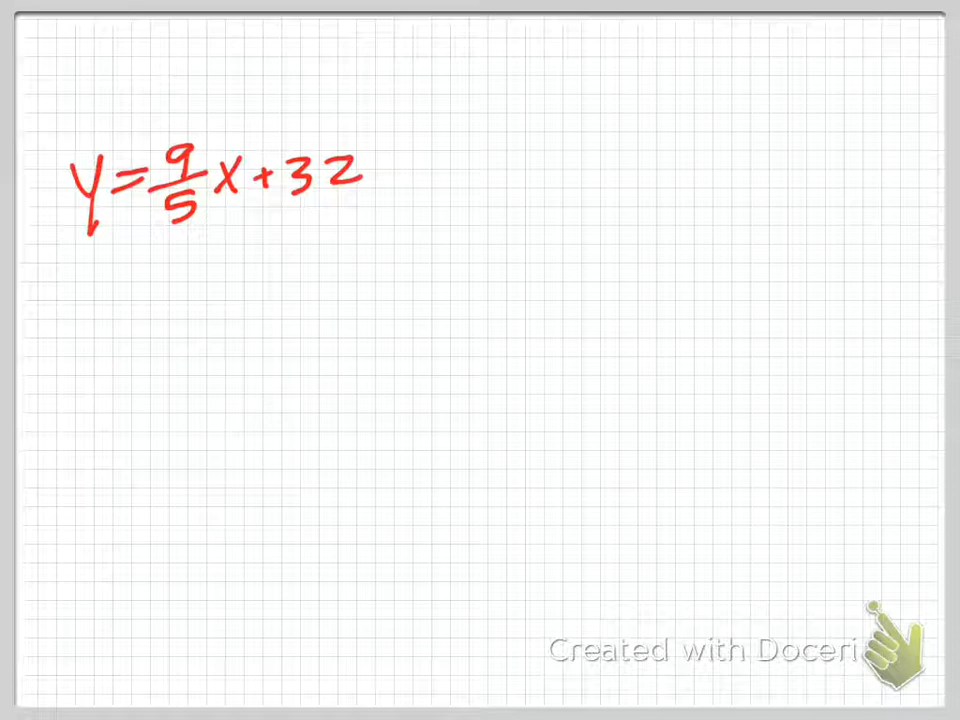 y = 9/5 x + 32
Created with Doceri